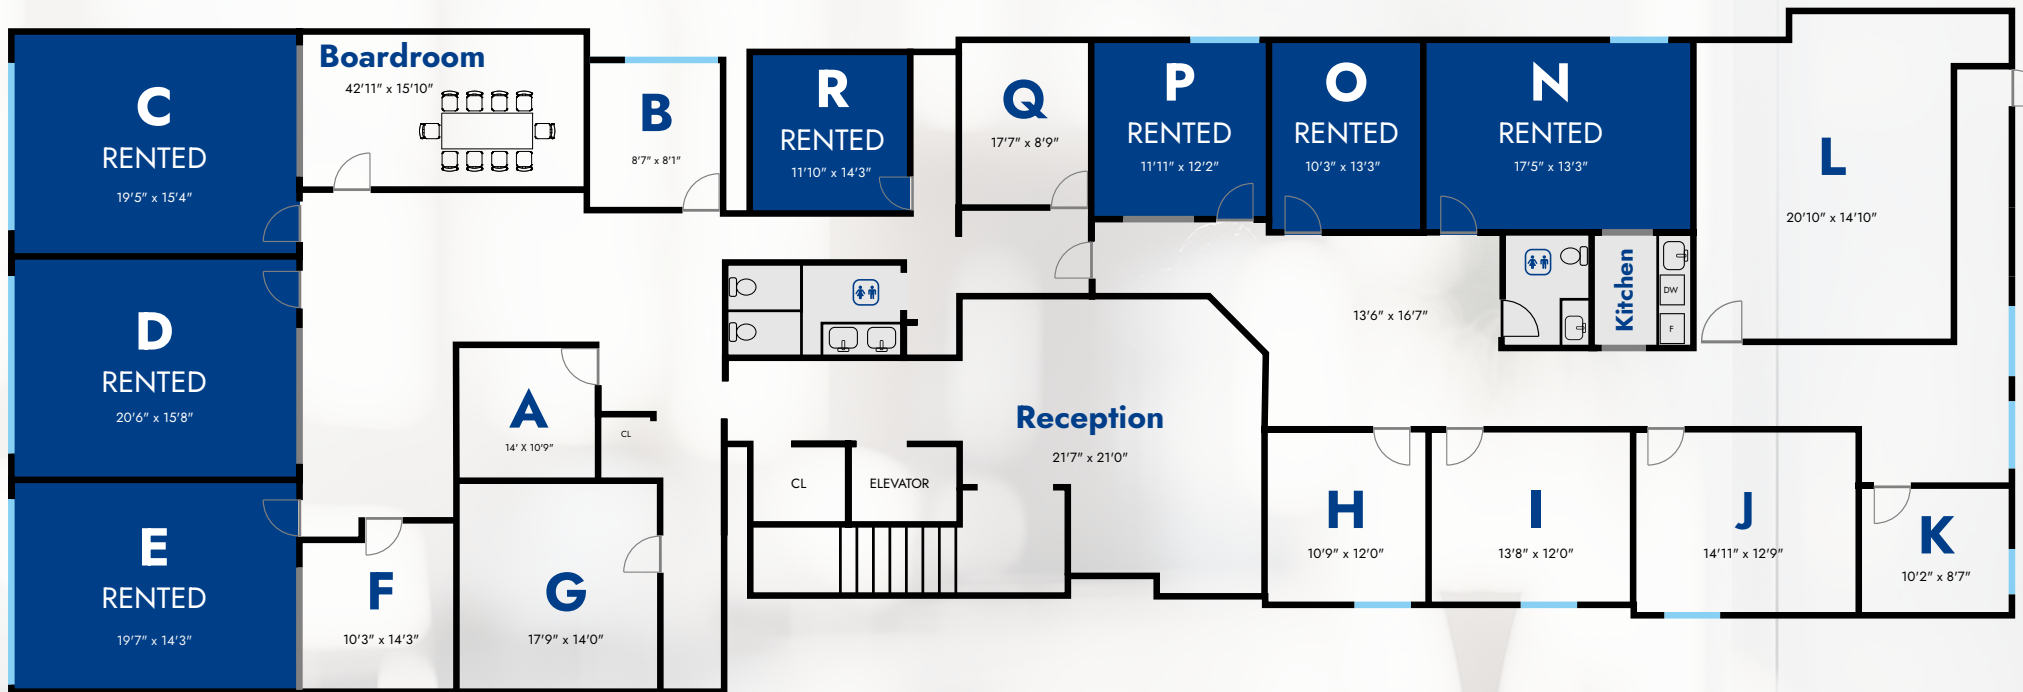 C
RENTED
19'5" x 15'4"
Boardroom
42'11" x 15'10"
B
8'7" x 8'1"
R
RENTED
11'10" x 14'3"
Q
17'7" x 8'9"
P
RENTED
11'11" x 12'2"
O
RENTED
10'3" x 13'3"
N
RENTED
17'5" x 13'3"
L
20'10" x 14'10"
D
RENTED
20'6" x 15'8"
Kitchen
DW
F
13'6" x 16'7"
A
14' X 10'9"
CL
Reception
21'7" x 21'0"
CL
ELEVATOR
E
RENTED
19'7" x 14'3"
F
10'3" x 14'3"
G
17'9" x 14'0"
H
10'9" x 12'0"
I
13'8" x 12'0"
J
14'11" x 12'9"
K
10'2" x 8'7"